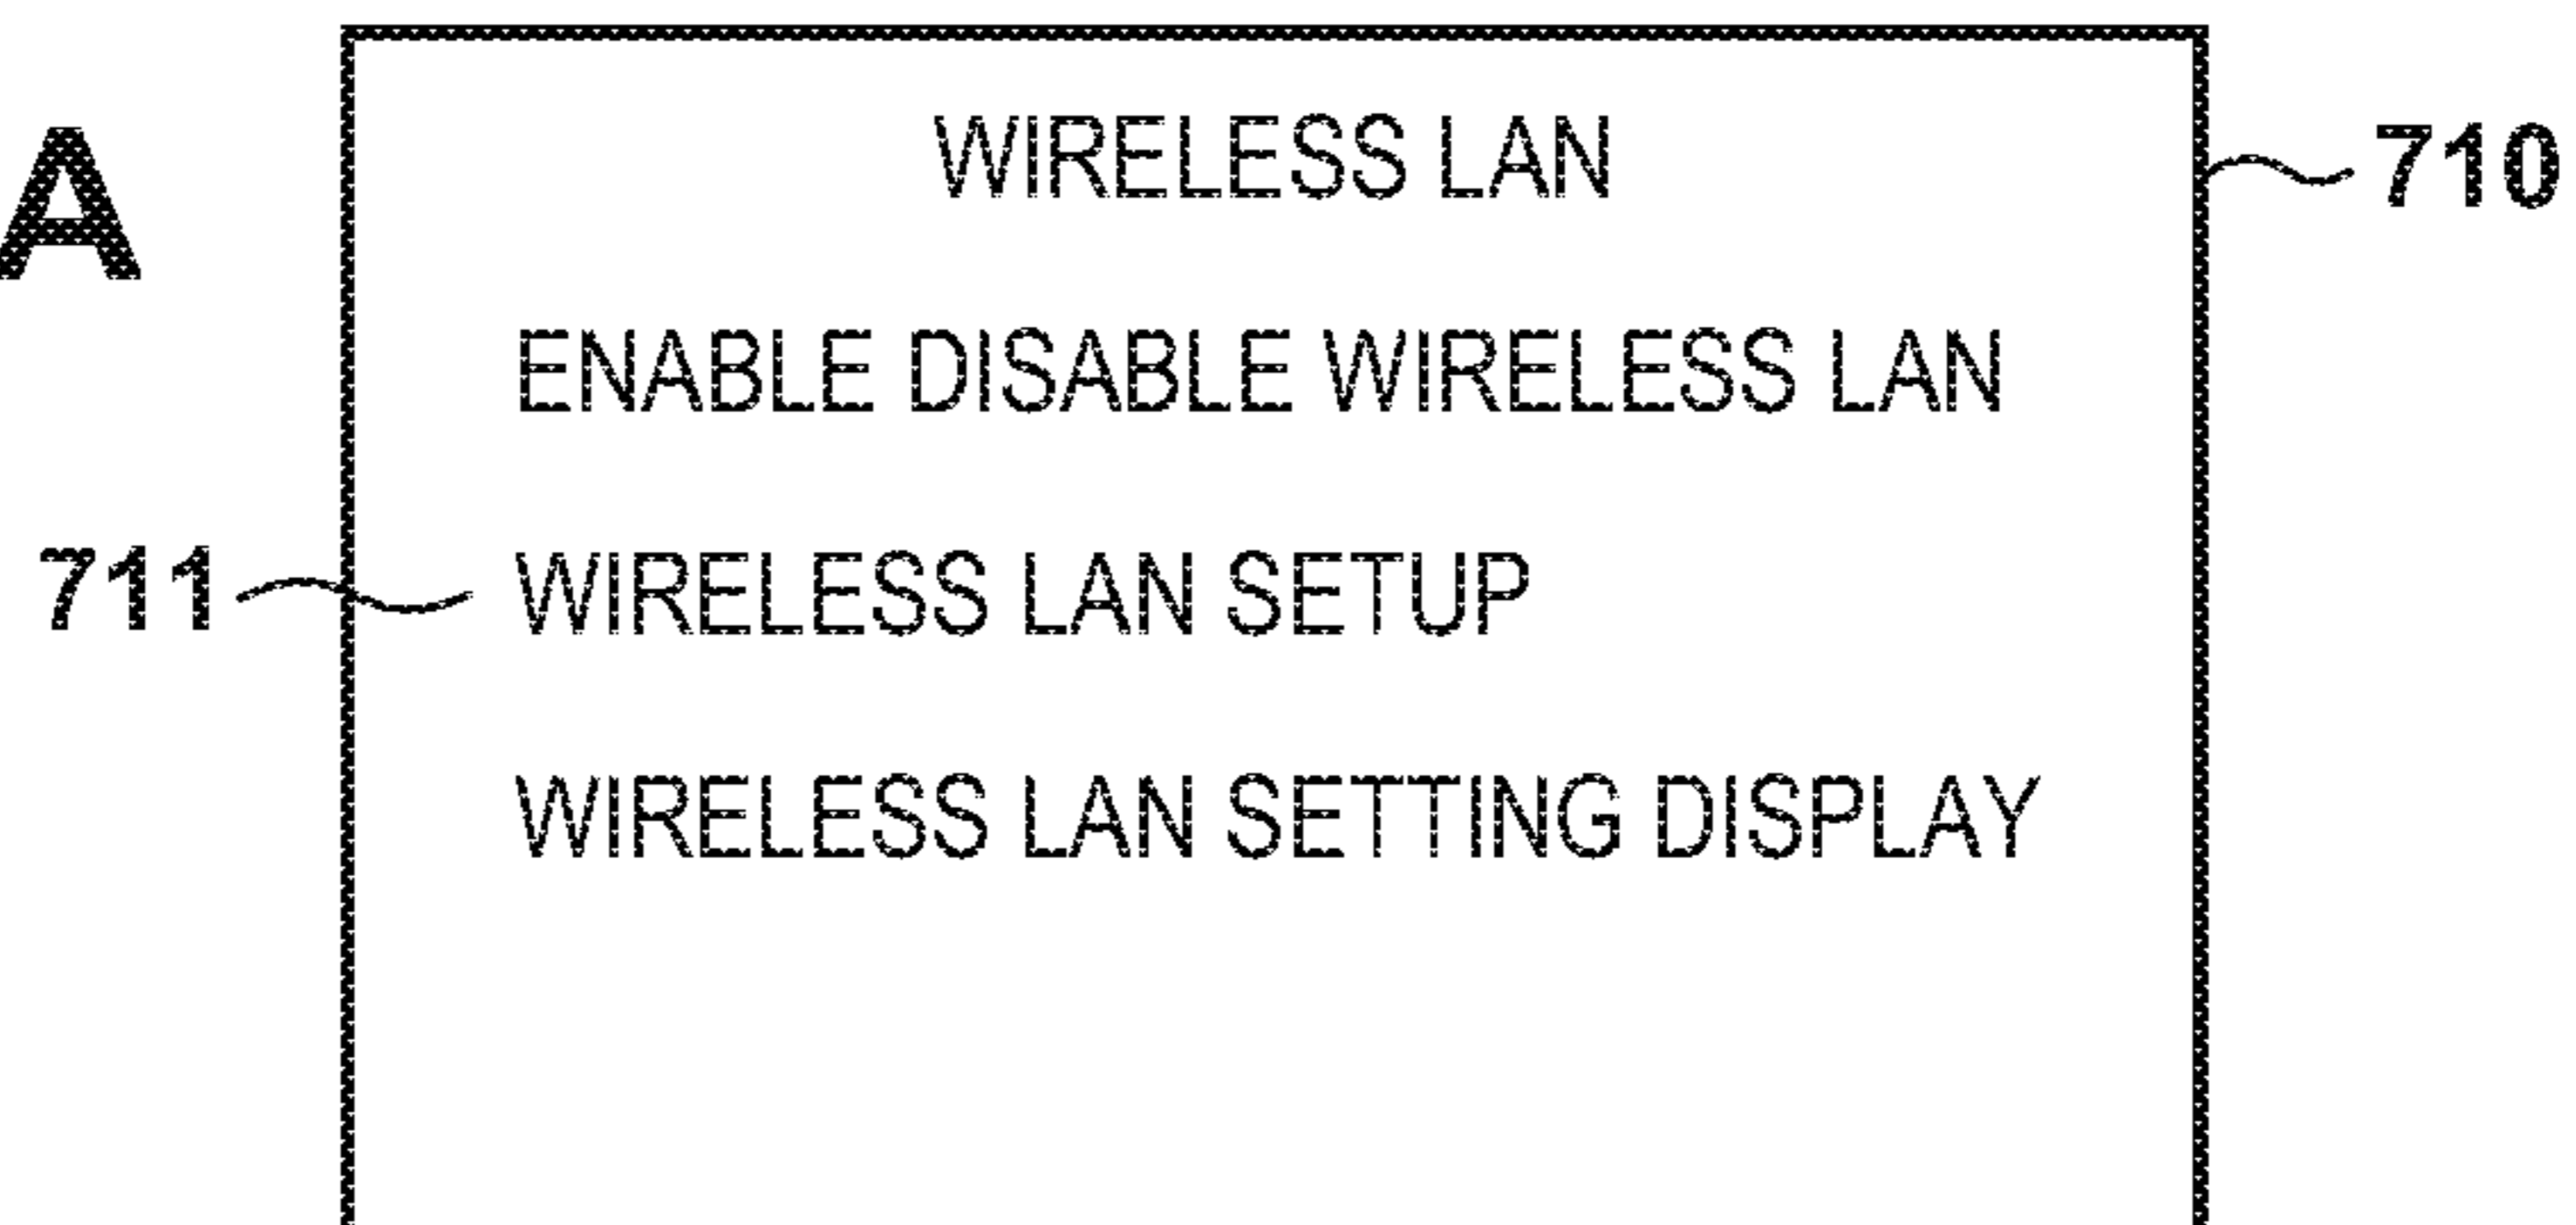 A
WIRELESS LAN
710
ENABLE DISABLE WIRELESS LAN
711
WIRELESS LAN SETUP
WIRELESS LAN SETTING DISPLAY